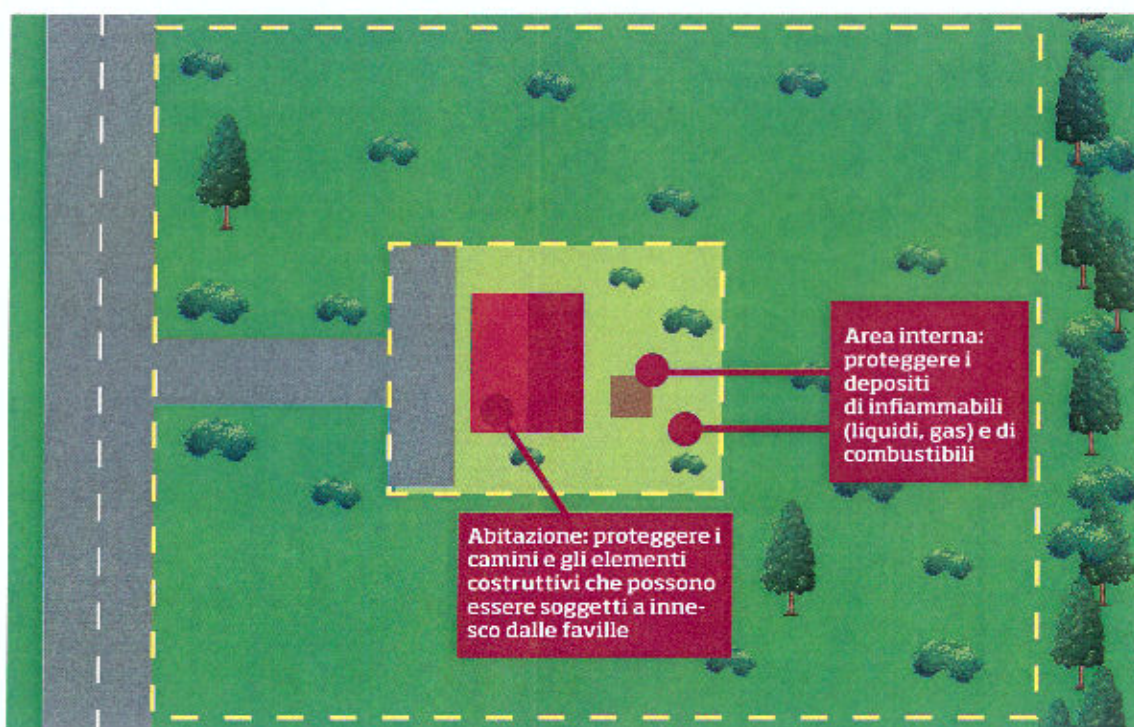 Area interna:
proteggere i
depositi
di infiammabili
(liquidi, gas) e di
combustibili
Abitazione: proteggere i
camini e gli elementi
costruttivi che possono
essere soggetti a inne-
sco dalle faville